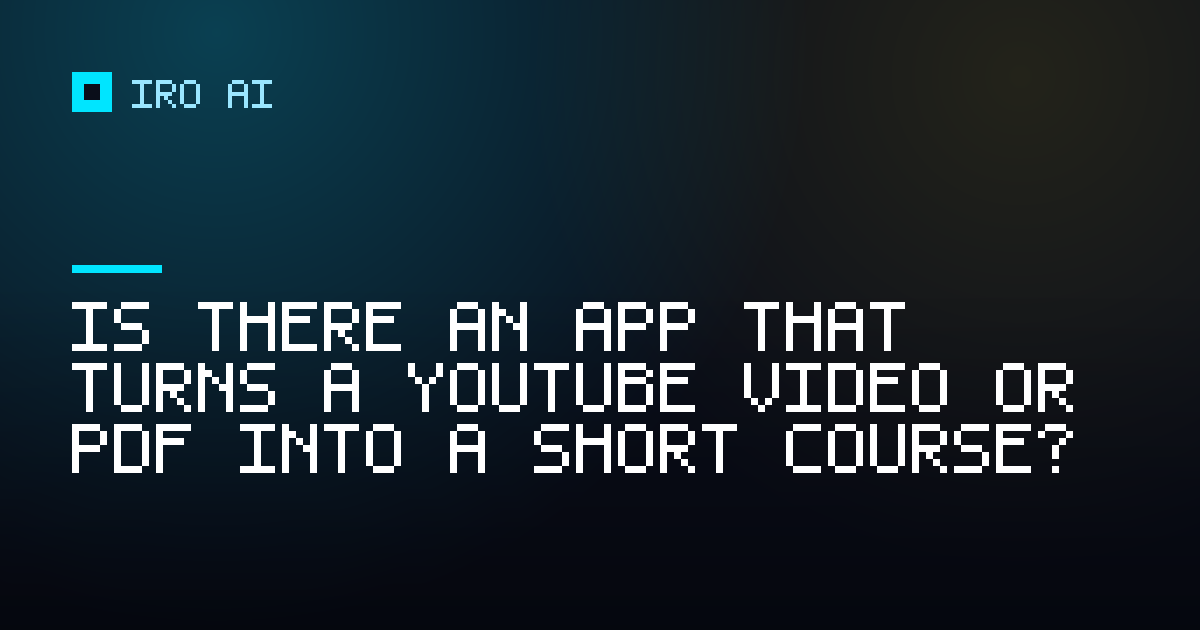 IRO AI
IS THERE AN APP THAT
TURNS A YOUTUBE VIDEO OR
PDF INTO A SHORT COURSE?